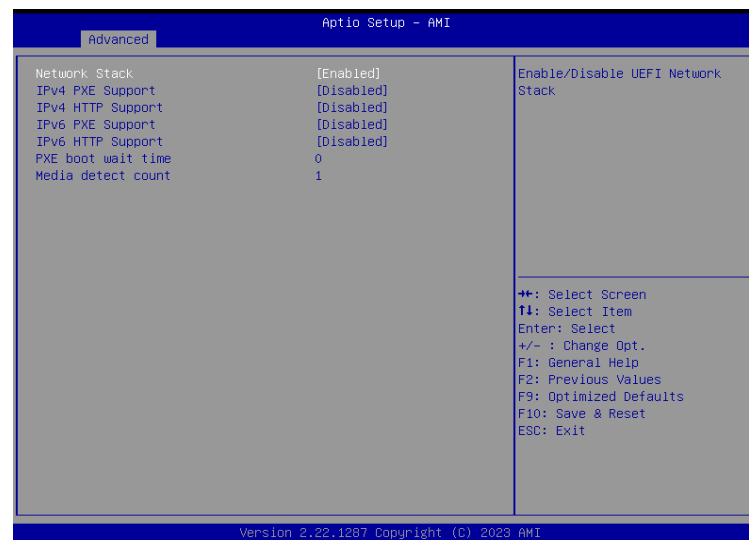 Aptio Setup – AMI
Advanced
Network Stack [Enabled]
IPv4 PXE Support [Disabled]
IPv4 HTTP Support [Disabled]
IPv6 PXE Support [Disabled]
IPv6 HTTP Support [Disabled]
PXE boot wait time 0
Media detect count 1
Enable/Disable UEFI Network
Stack
→←: Select Screen
↑↓: Select Item
Enter: Select
+/– : Change Opt.
F1: General Help
F2: Previous Values
F9: Optimized Defaults
F10: Save & Reset
ESC: Exit
Version 2.22.1287 Copyright (C) 2023 AMI